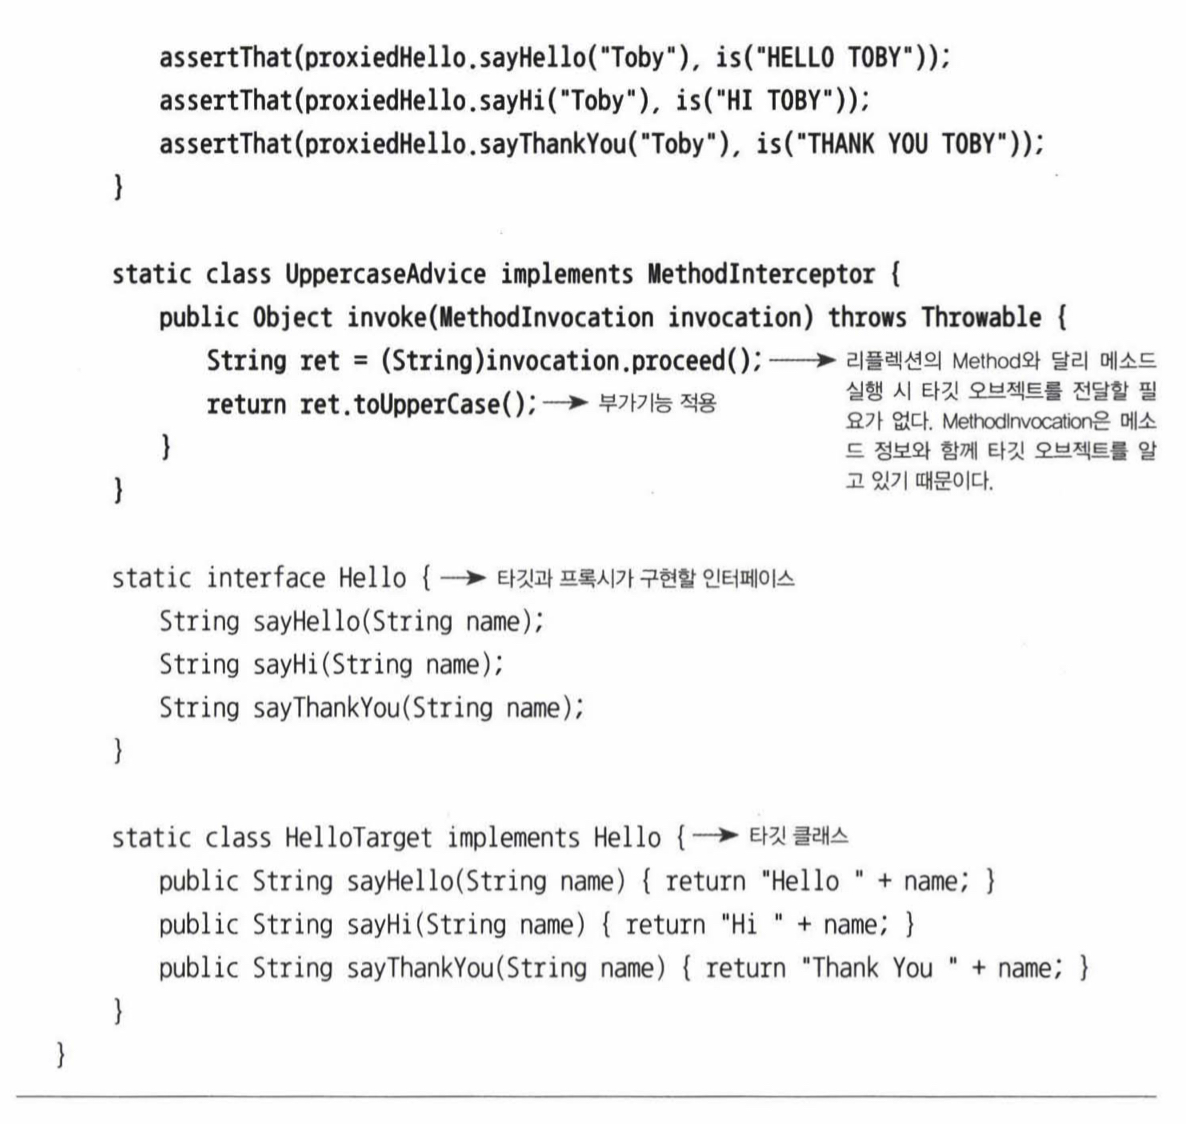 assertThat(proxiedHello.sayHello("Toby"), is("HELLO TOBY"));
assertThat(proxiedHello.sayHi("Toby"), is("HI TOBY"));
assertThat(proxiedHello.sayThankYou("Toby"), is("THANK YOU TOBY"));
}
static class UppercaseAdvice implements MethodInterceptor {
public Object invoke(MethodInvocation invocation) throws Throwable {
String ret = (String)invocation.proceed(); → 리플렉션의 Method와 달리 메소드
실행 시 타깃 오브젝트를 전달할 필
return ret.toUpperCase(); → 부가기능 적용
요가 없다. MethodInvocation은 메소
드 정보와 함께 타깃 오브젝트를 알
}
고 있기 때문이다.
}
static interface Hello { → 타깃과 프록시가 구현할 인터페이스
String sayHello(String name);
String sayHi(String name);
String sayThankYou(String name);
}
static class HelloTarget implements Hello { → 타깃 클래스
public String sayHello(String name) { return "Hello " + name; }
public String sayHi(String name) { return "Hi " + name; }
public String sayThankYou(String name) { return "Thank You " + name; }
}
}